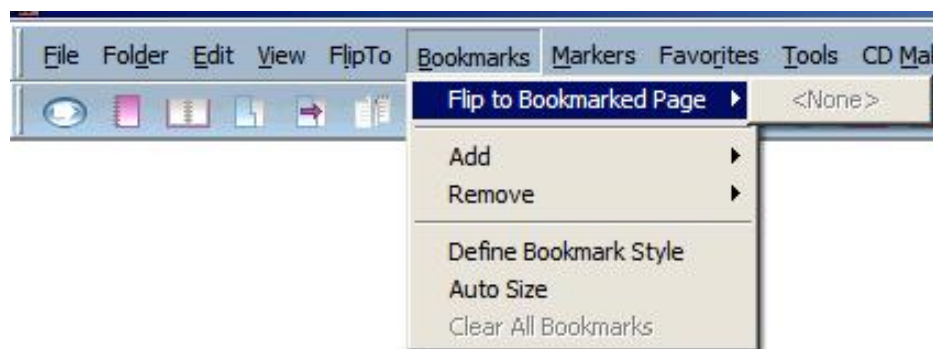 File Folder Edit View FlipTo Bookmarks Markers Favorites Tools CD
Flip to Bookmarked Page <None>
Add
Remove
Define Bookmark Style
Auto Size
Clear All Bookmarks